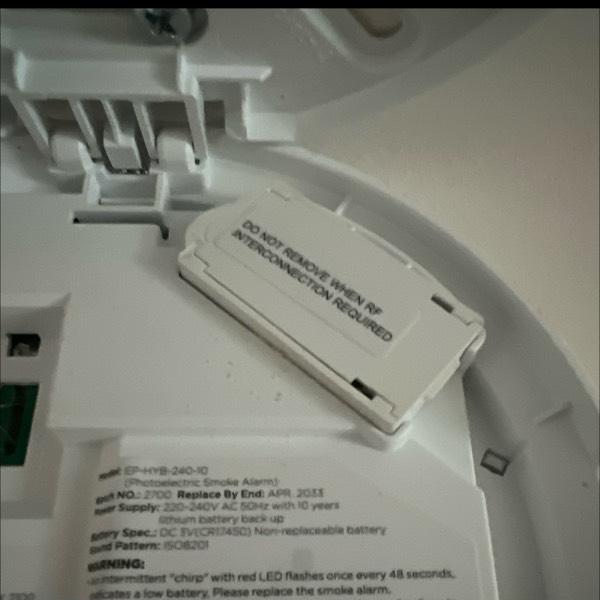 DO NOT REMOVE WHEN RF
INTERCONNECTION REQUIRED
Model: EP-HYB-240-10
(Photoelectric Smoke Alarm)
NO.: 2700 Replace By End: APR. 2033
Power Supply: 220-240V AC 50Hz with 10 years
lithium battery back up
Battery Spec.: DC 3V(CR17450) Non-replaceable battery
Sound Pattern: ISO8201
WARNING:
intermittent "chirp" with red LED flashes once every 48 seconds,
indicates a low battery. Please replace the smoke alarm.